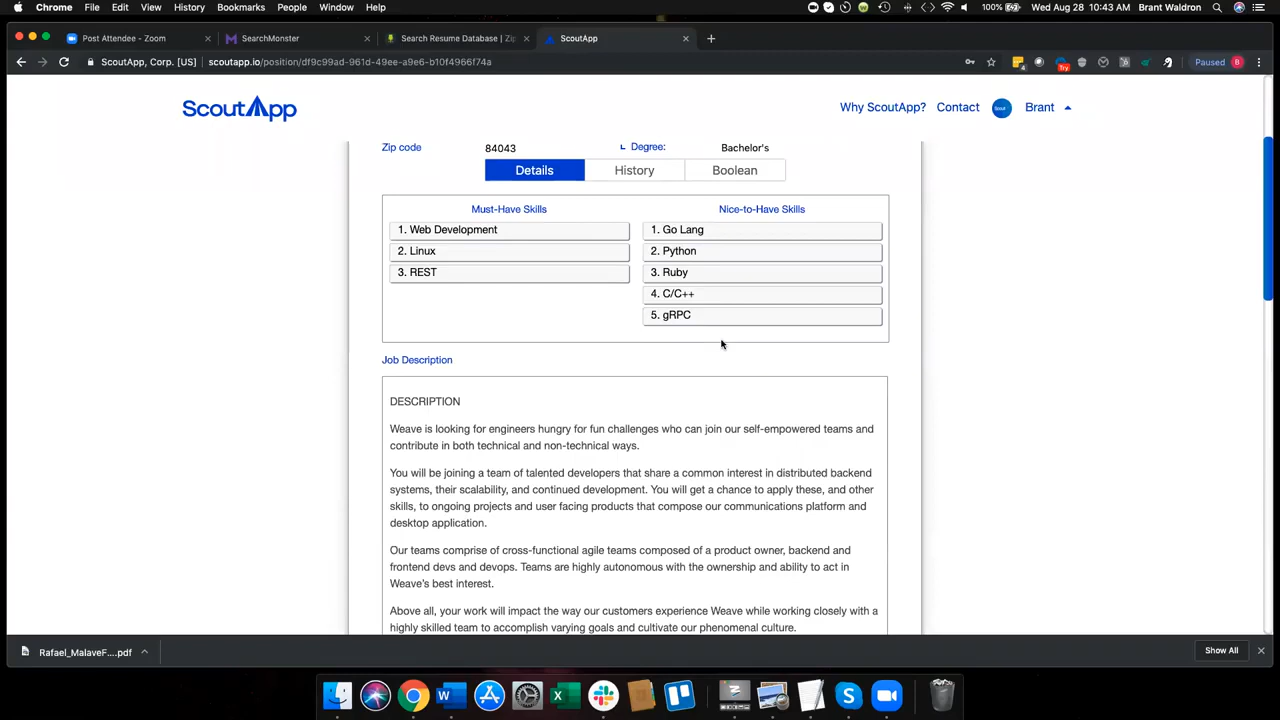 Chrome File Edit View History Bookmarks People Window Help 100% Wed Aug 28 10:43 AM Brant Waldron
Post Attendee - Zoom × SearchMonster × Search Resume Database | Zip × ScoutApp × +
ScoutApp, Corp. [US] | scoutapp.io/position/df9c99ad-961d-49ee-a9e6-b10f4966f74a Try Paused B
ScoutApp Why ScoutApp? Contact Scout Brant
Zip code 84043 Degree: Bachelor's
Details History Boolean
Must-Have Skills Nice-to-Have Skills
1. Web Development 1. Go Lang
2. Linux 2. Python
3. REST 3. Ruby
4. C/C++
5. gRPC
Job Description
DESCRIPTION
Weave is looking for engineers hungry for fun challenges who can join our self-empowered teams and
contribute in both technical and non-technical ways.
You will be joining a team of talented developers that share a common interest in distributed backend
systems, their scalability, and continued development. You will get a chance to apply these, and other
skills, to ongoing projects and user facing products that compose our communications platform and
desktop application.
Our teams comprise of cross-functional agile teams composed of a product owner, backend and
frontend devs and devops. Teams are highly autonomous with the ownership and ability to act in
Weave's best interest.
Above all, your work will impact the way our customers experience Weave while working closely with a
highly skilled team to accomplish varying goals and cultivate our phenomenal culture.
Rafael_MalaveF....pdf Show All ×